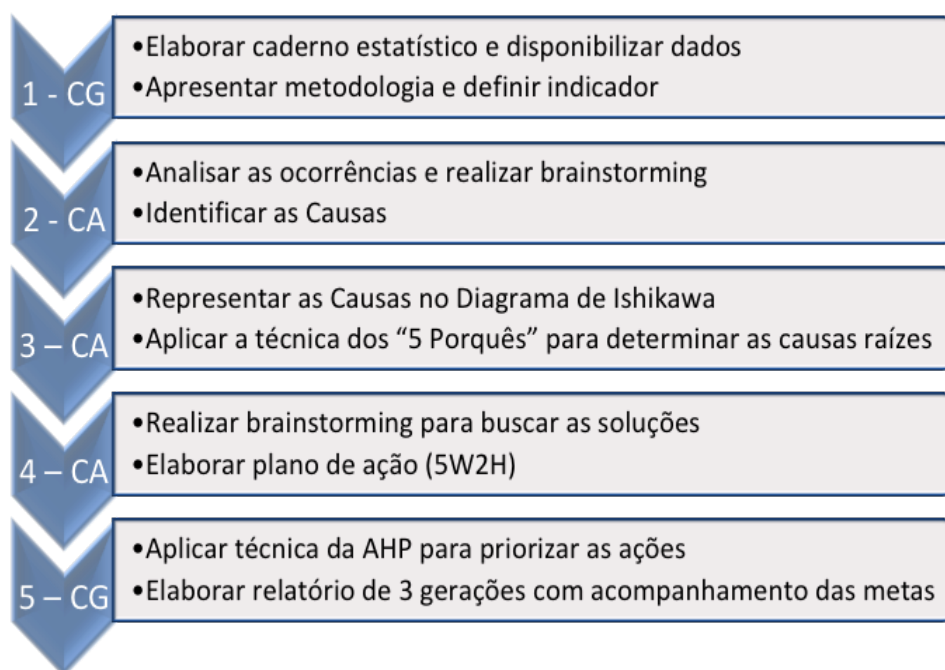 1 - CG
•Elaborar caderno estatístico e disponibilizar dados
•Apresentar metodologia e definir indicador
2 - CA
•Analisar as ocorrências e realizar brainstorming
•Identificar as Causas
3 – CA
•Representar as Causas no Diagrama de Ishikawa
•Aplicar a técnica dos “5 Porquês” para determinar as causas raízes
4 – CA
•Realizar brainstorming para buscar as soluções
•Elaborar plano de ação (5W2H)
5 – CG
•Aplicar técnica da AHP para priorizar as ações
•Elaborar relatório de 3 gerações com acompanhamento das metas